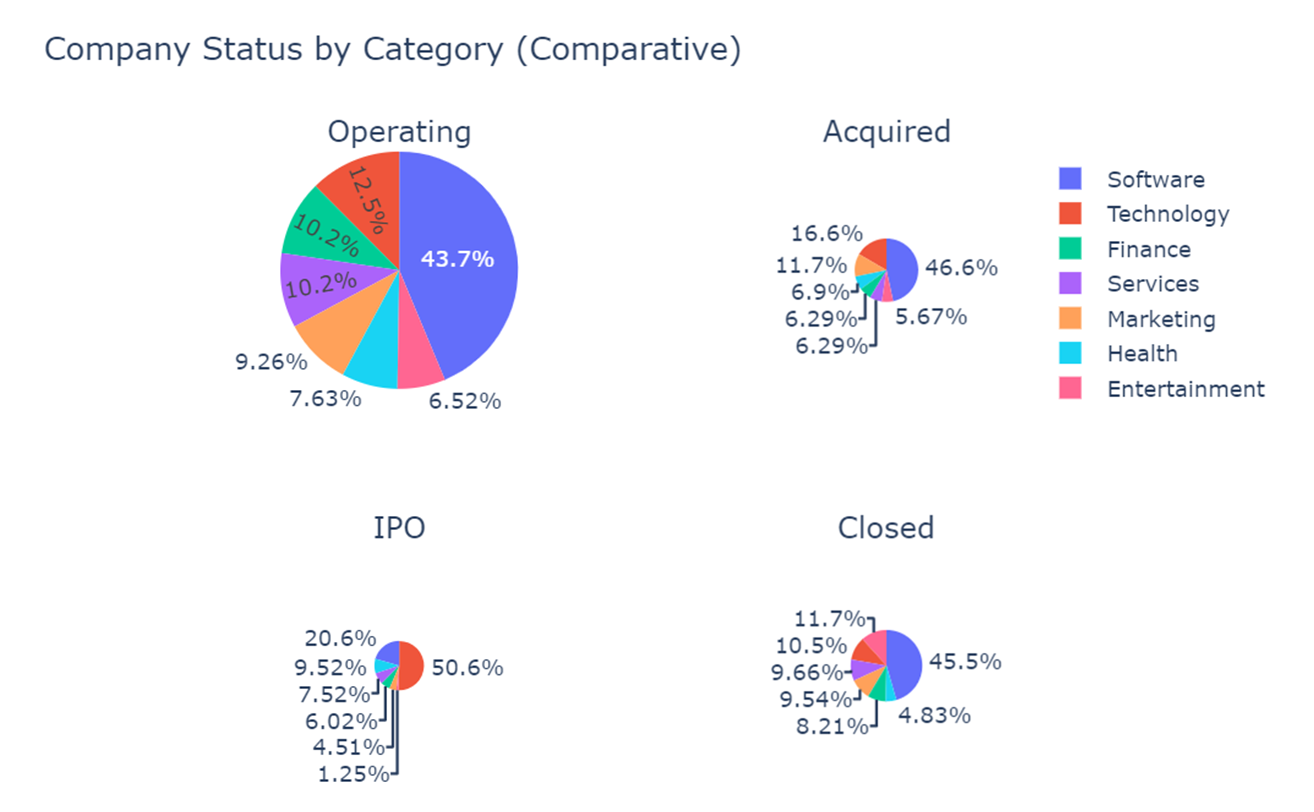 Company Status by Category (Comparative)
Operating
12.5%
10.2%
43.7%
10.2%
9.26%
7.63%
6.52%
Acquired
16.6%
11.7%
46.6%
6.9%
6.29%
5.67%
6.29%
Software
Technology
Finance
Services
Marketing
Health
Entertainment
IPO
20.6%
9.52%
50.6%
7.52%
6.02%
4.51%
1.25%
Closed
11.7%
10.5%
45.5%
9.66%
9.54%
4.83%
8.21%